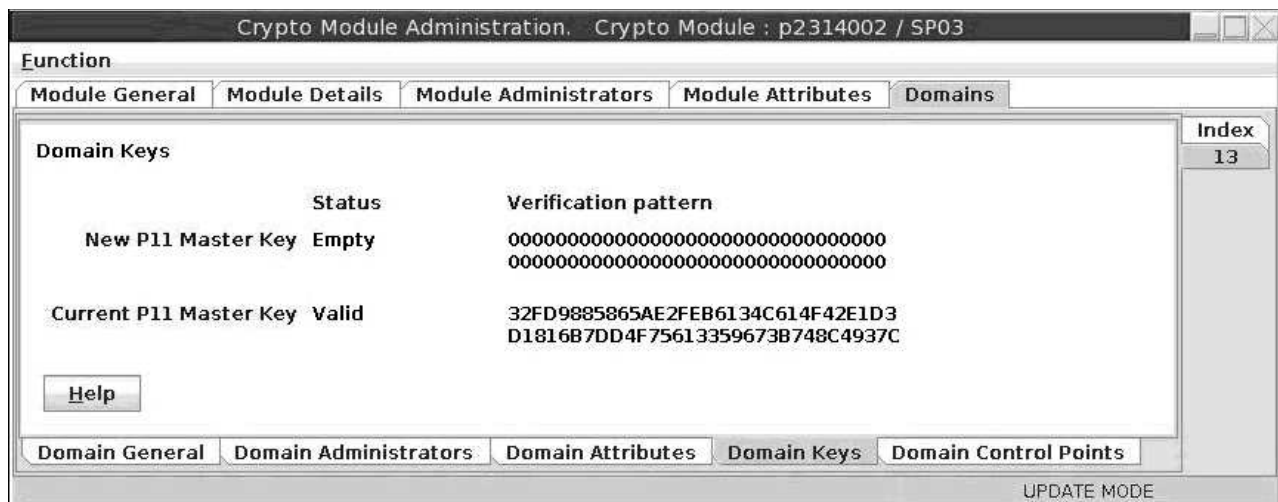 Crypto Module Administration. Crypto Module : p2314002 / SP03
Function
Module General Module Details Module Administrators Module Attributes Domains
Index
13
Domain Keys
Status Verification pattern
New P11 Master Key Empty 00000000000000000000000000000000
00000000000000000000000000000000
Current P11 Master Key Valid 32FD9885865AE2FEB6134C614F42E1D3
D1816B7DD4F75613359673B748C4937C
Help
Domain General Domain Administrators Domain Attributes Domain Keys Domain Control Points
UPDATE MODE